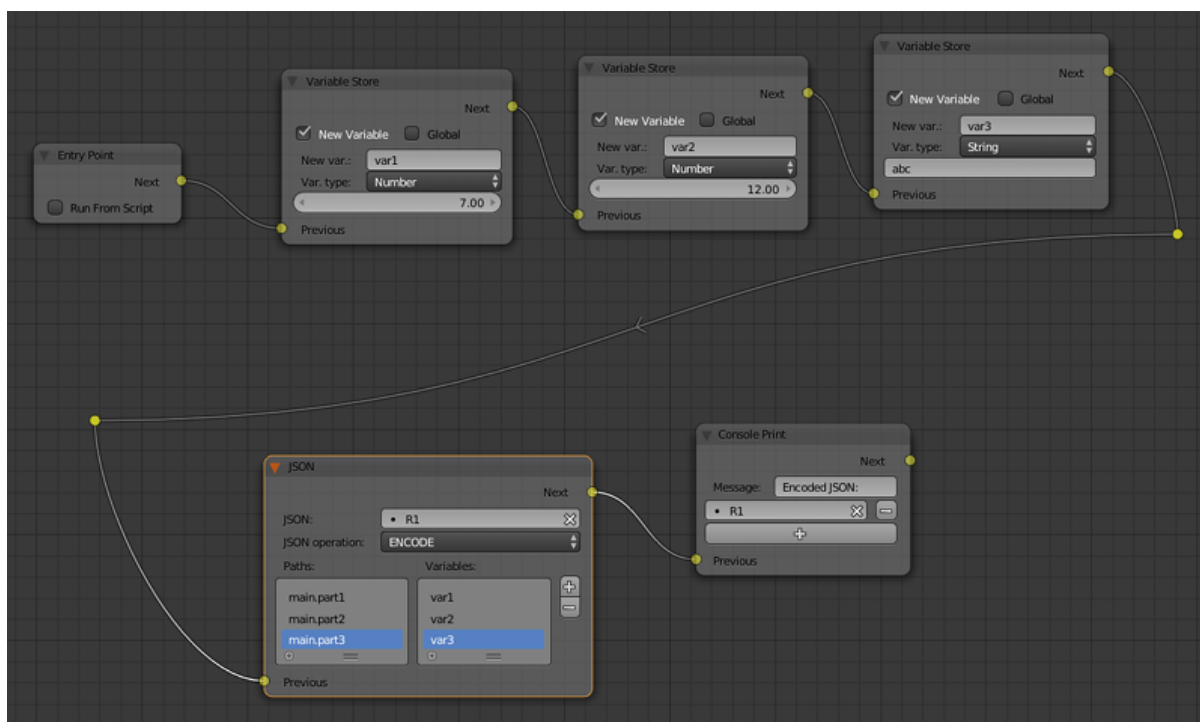 Entry Point
Next
Run From Script
Variable Store
Next
New Variable Global
New var.: var1
Var. type: Number
7.00
Previous
Variable Store
Next
New Variable Global
New var.: var2
Var. type: Number
12.00
Previous
Variable Store
Next
New Variable Global
New var.: var3
Var. type: String
abc
Previous
JSON
Next
JSON: R1
JSON operation: ENCODE
Paths: Variables:
main.part1 var1
main.part2 var2
main.part3 var3
Previous
Console Print
Next
Message: Encoded JSON:
R1
Previous